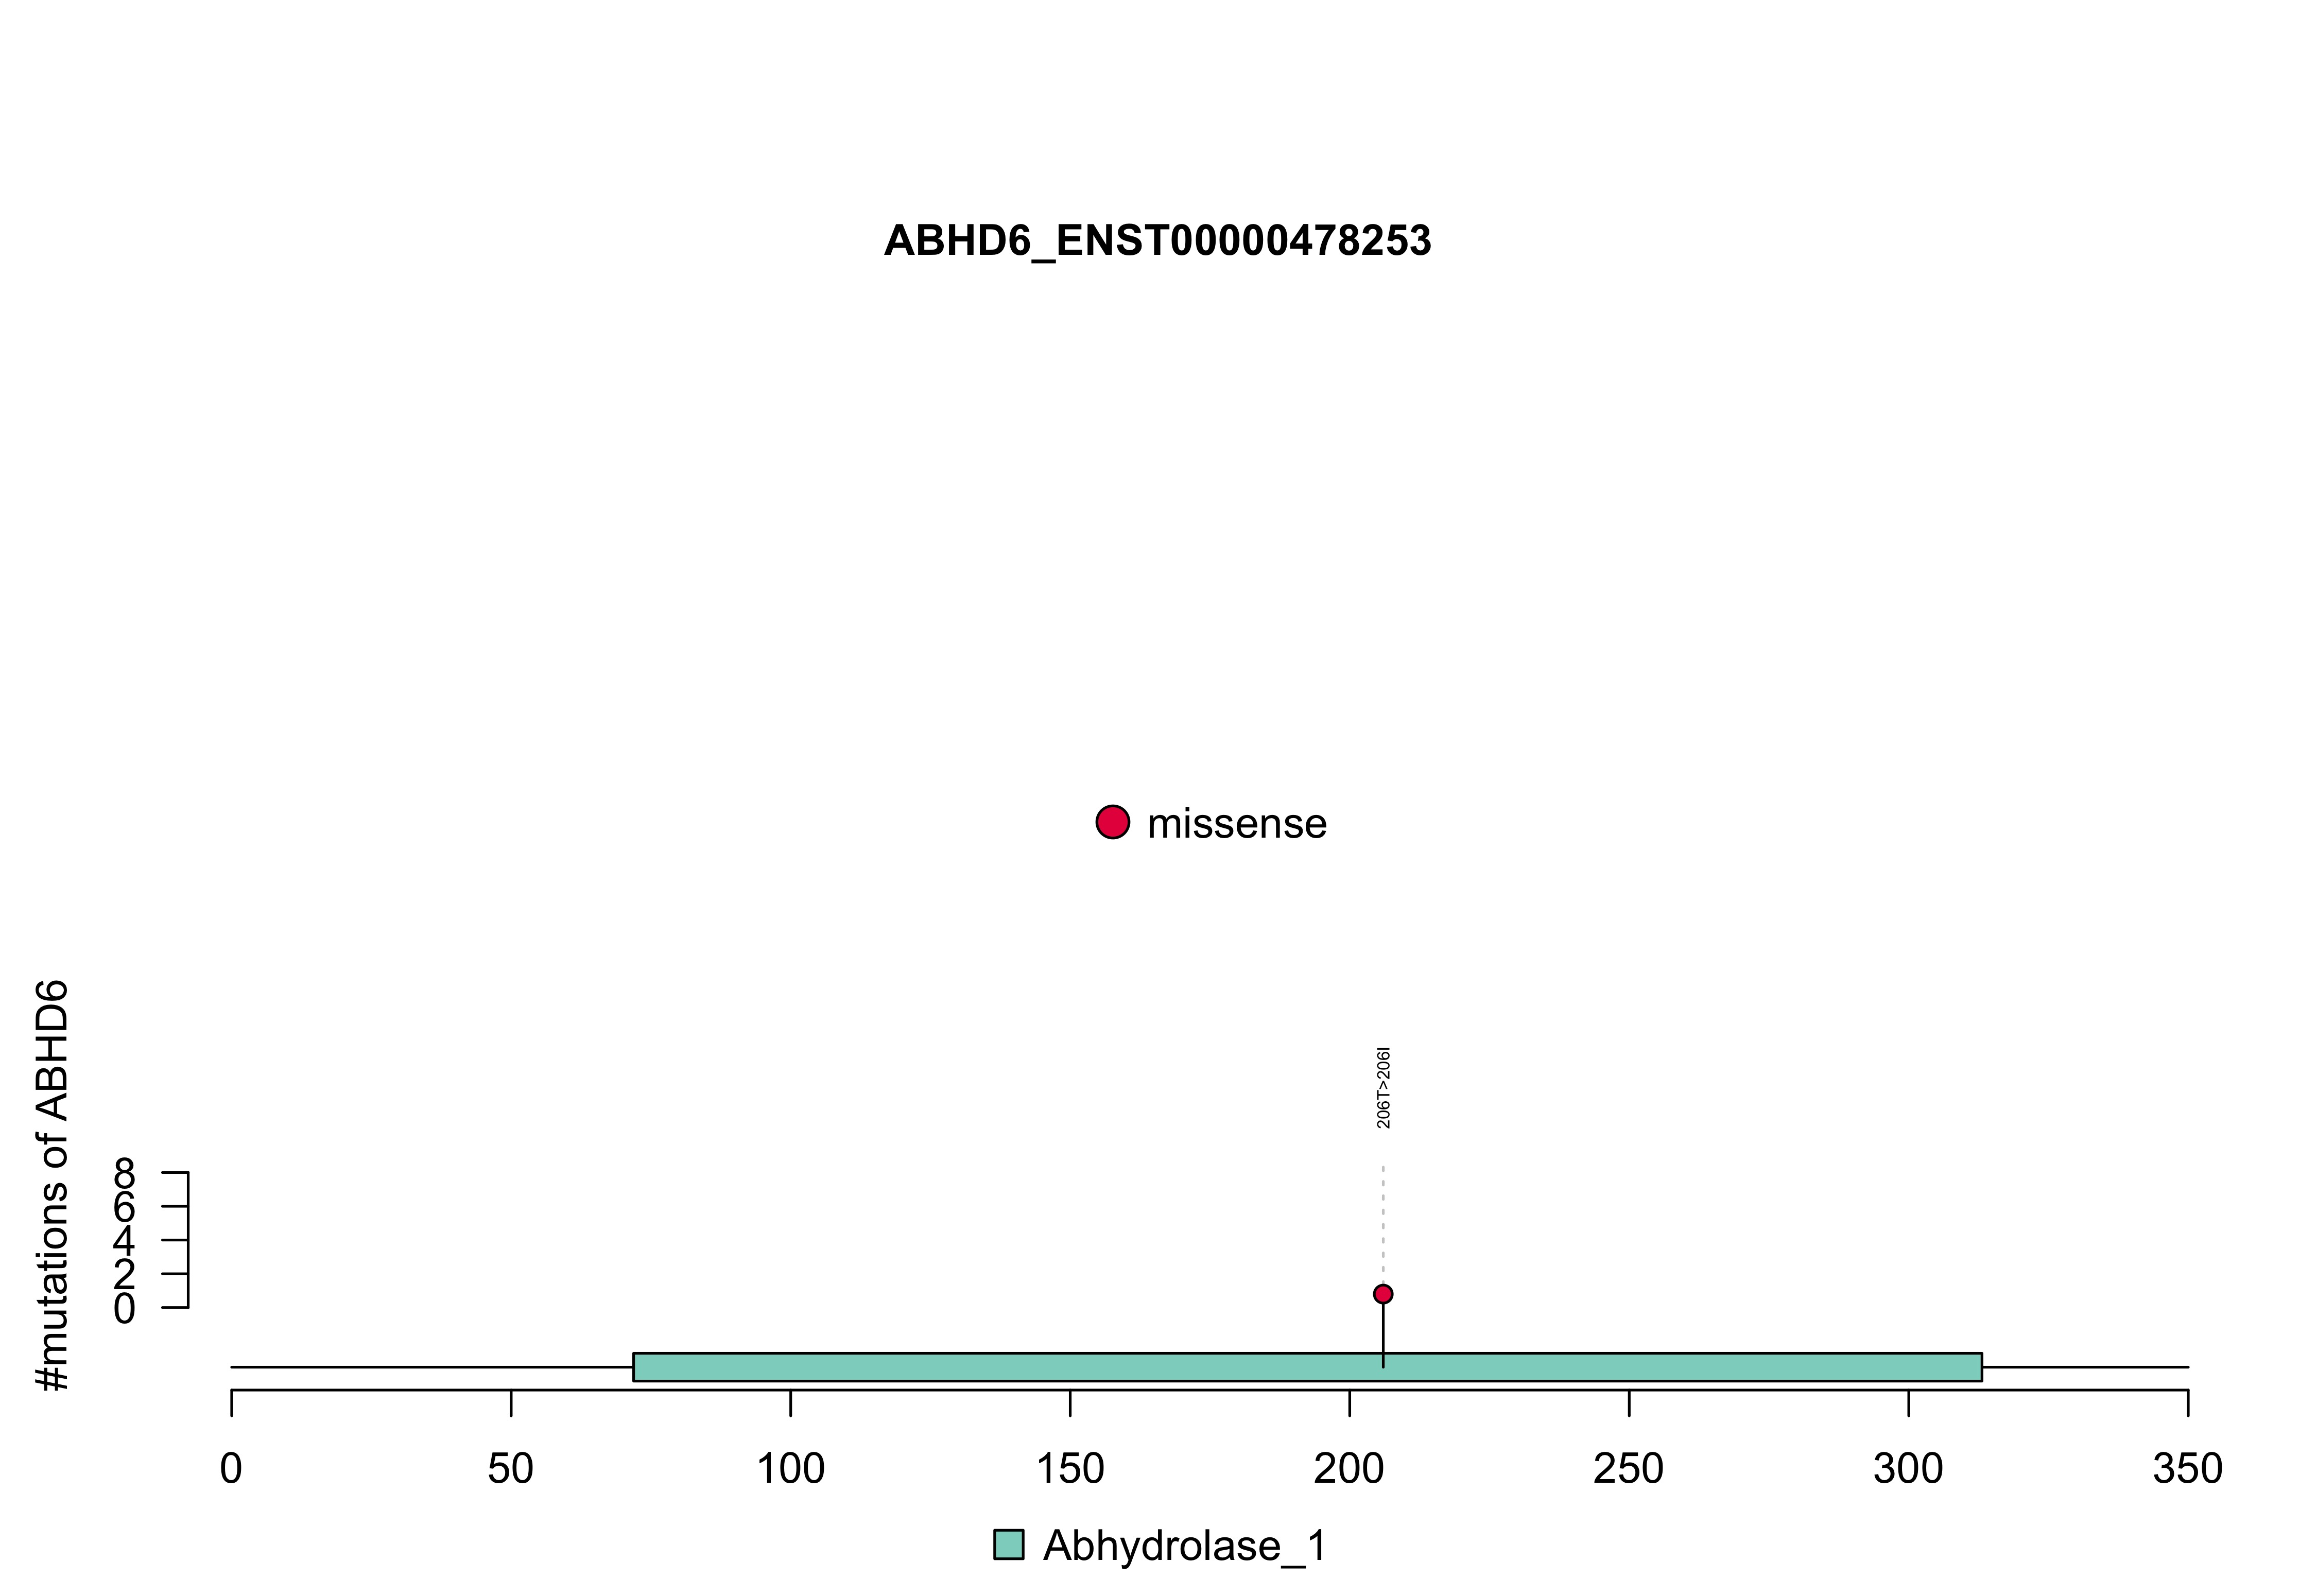 ABHD6_ENST00000478253
missense
#mutations of ABHD6
206T>206I
8
6
4
2
0
0 50 100 150 200 250 300 350
Abhydrolase_1